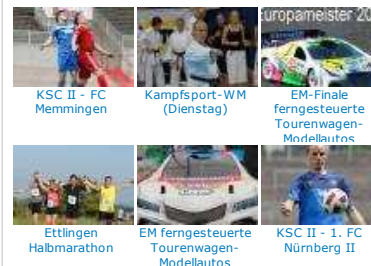 uropameister 20
KSC II - FC
Memmingen
Kampfsport-WM
(Dienstag)
EM-Finale
ferngesteuerte
Tourenwagen-
Modellautos
Ettlingen
Halbmarathon
EM ferngesteuerte
Tourenwagen-
Modellautos
KSC II - 1. FC
Nürnberg II